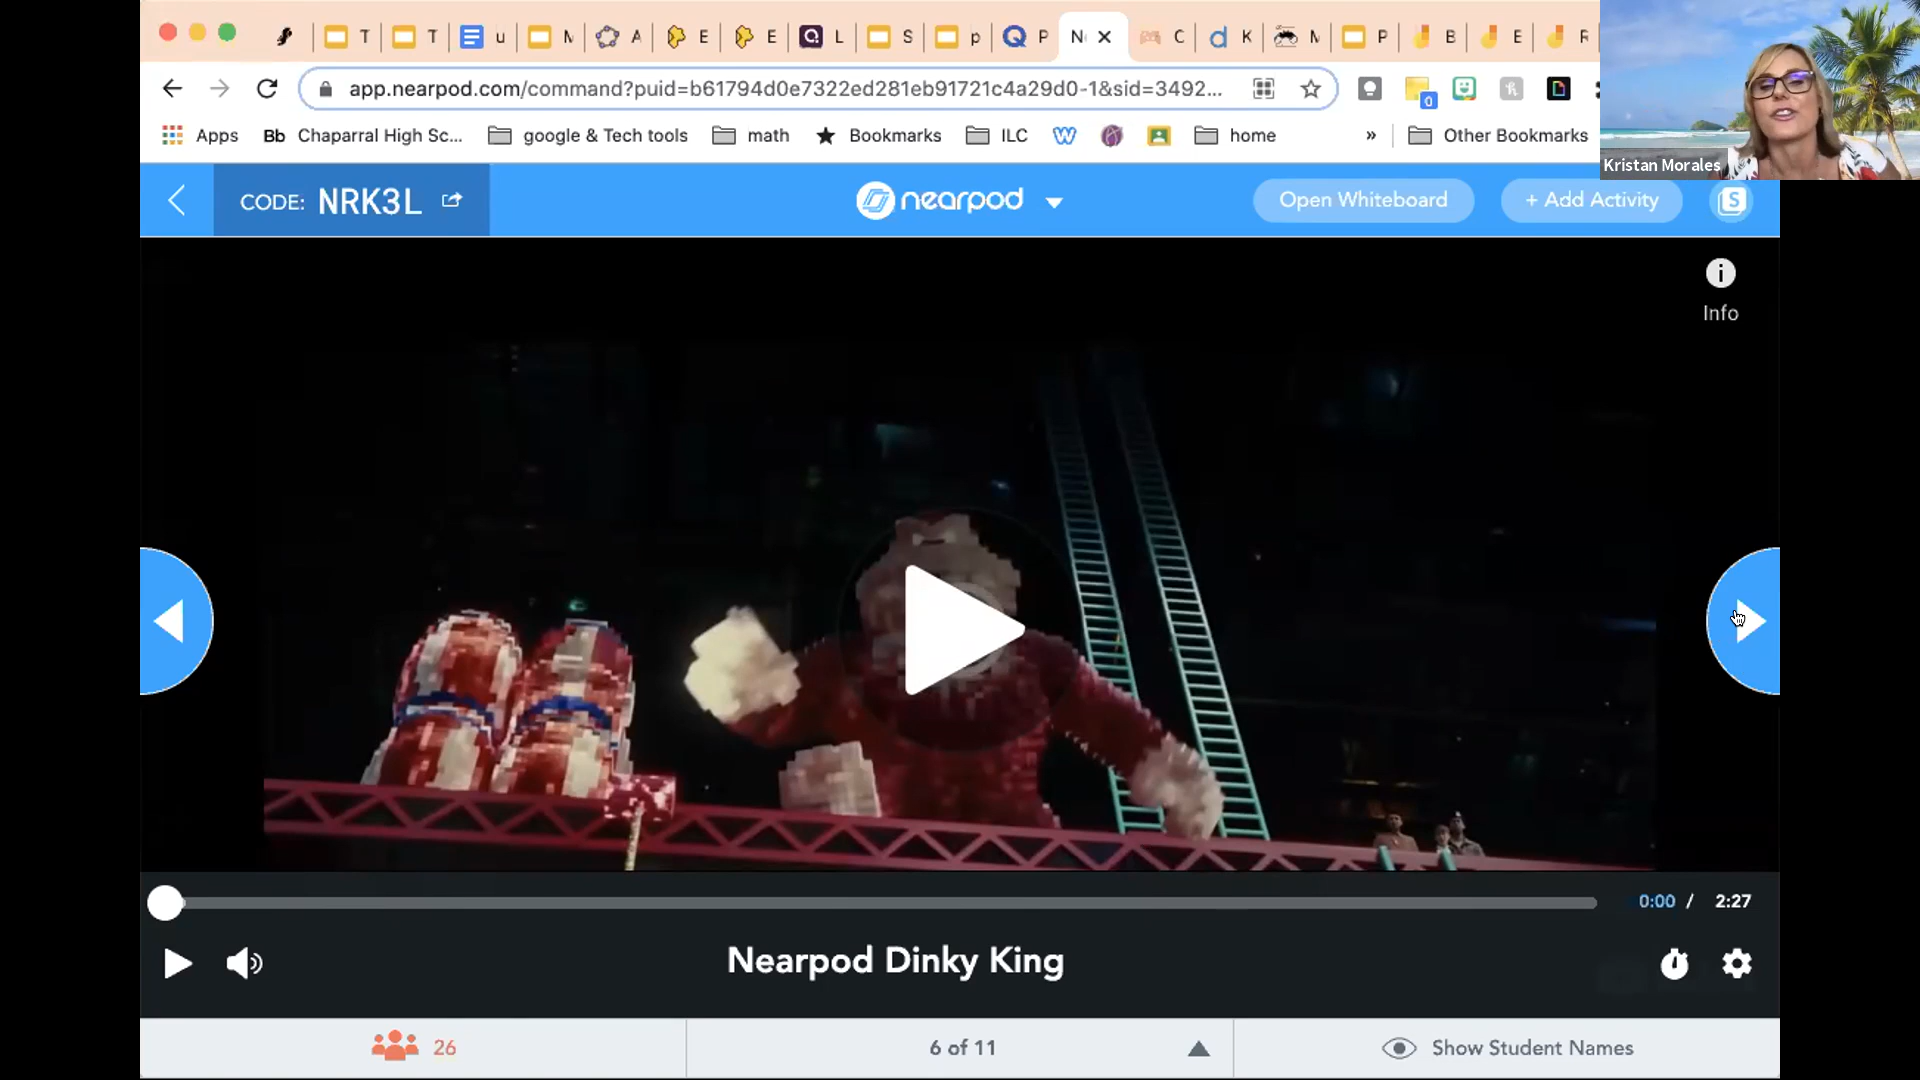 T T u M A E E L S p P N C K M P B E R
app.nearpod.com/command?puid=b61794d0e7322ed281eb91721c4a29d0-1&sid=3492...
0
Apps Bb Chaparral High Sc... google & Tech tools math Bookmarks ILC home » Other Bookmarks
Kristan Morales
CODE: NRK3L nearpod Open Whiteboard + Add Activity S
Info
0:00 / 2:27
Nearpod Dinky King
26 6 of 11 Show Student Names